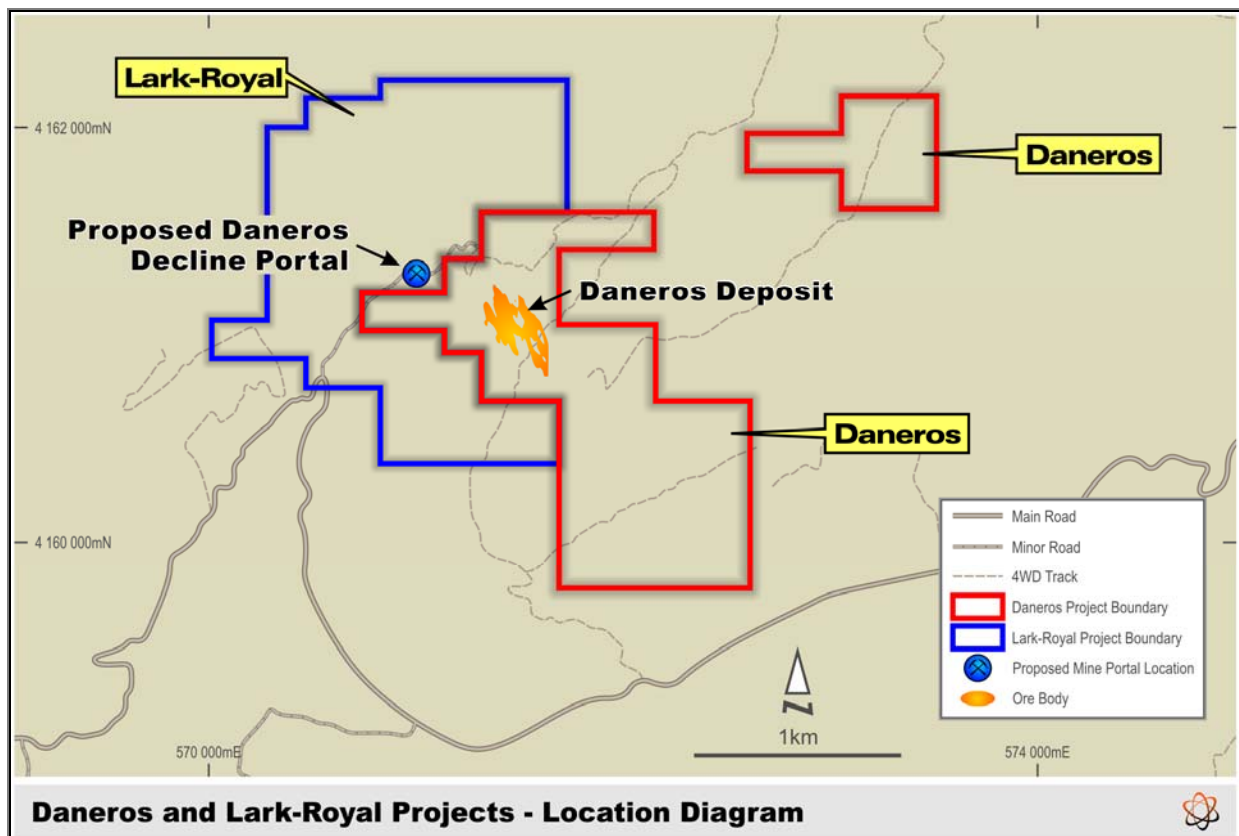 Lark-Royal
4 162 000mN
Daneros
Proposed Daneros
Decline Portal
Daneros Deposit
Daneros
4 160 000mN
Main Road
Minor Road
4WD Track
Daneros Project Boundary
Lark-Royal Project Boundary
Proposed Mine Portal Location
Ore Body
N
1km
570 000mE
574 000mE
Daneros and Lark-Royal Projects - Location Diagram